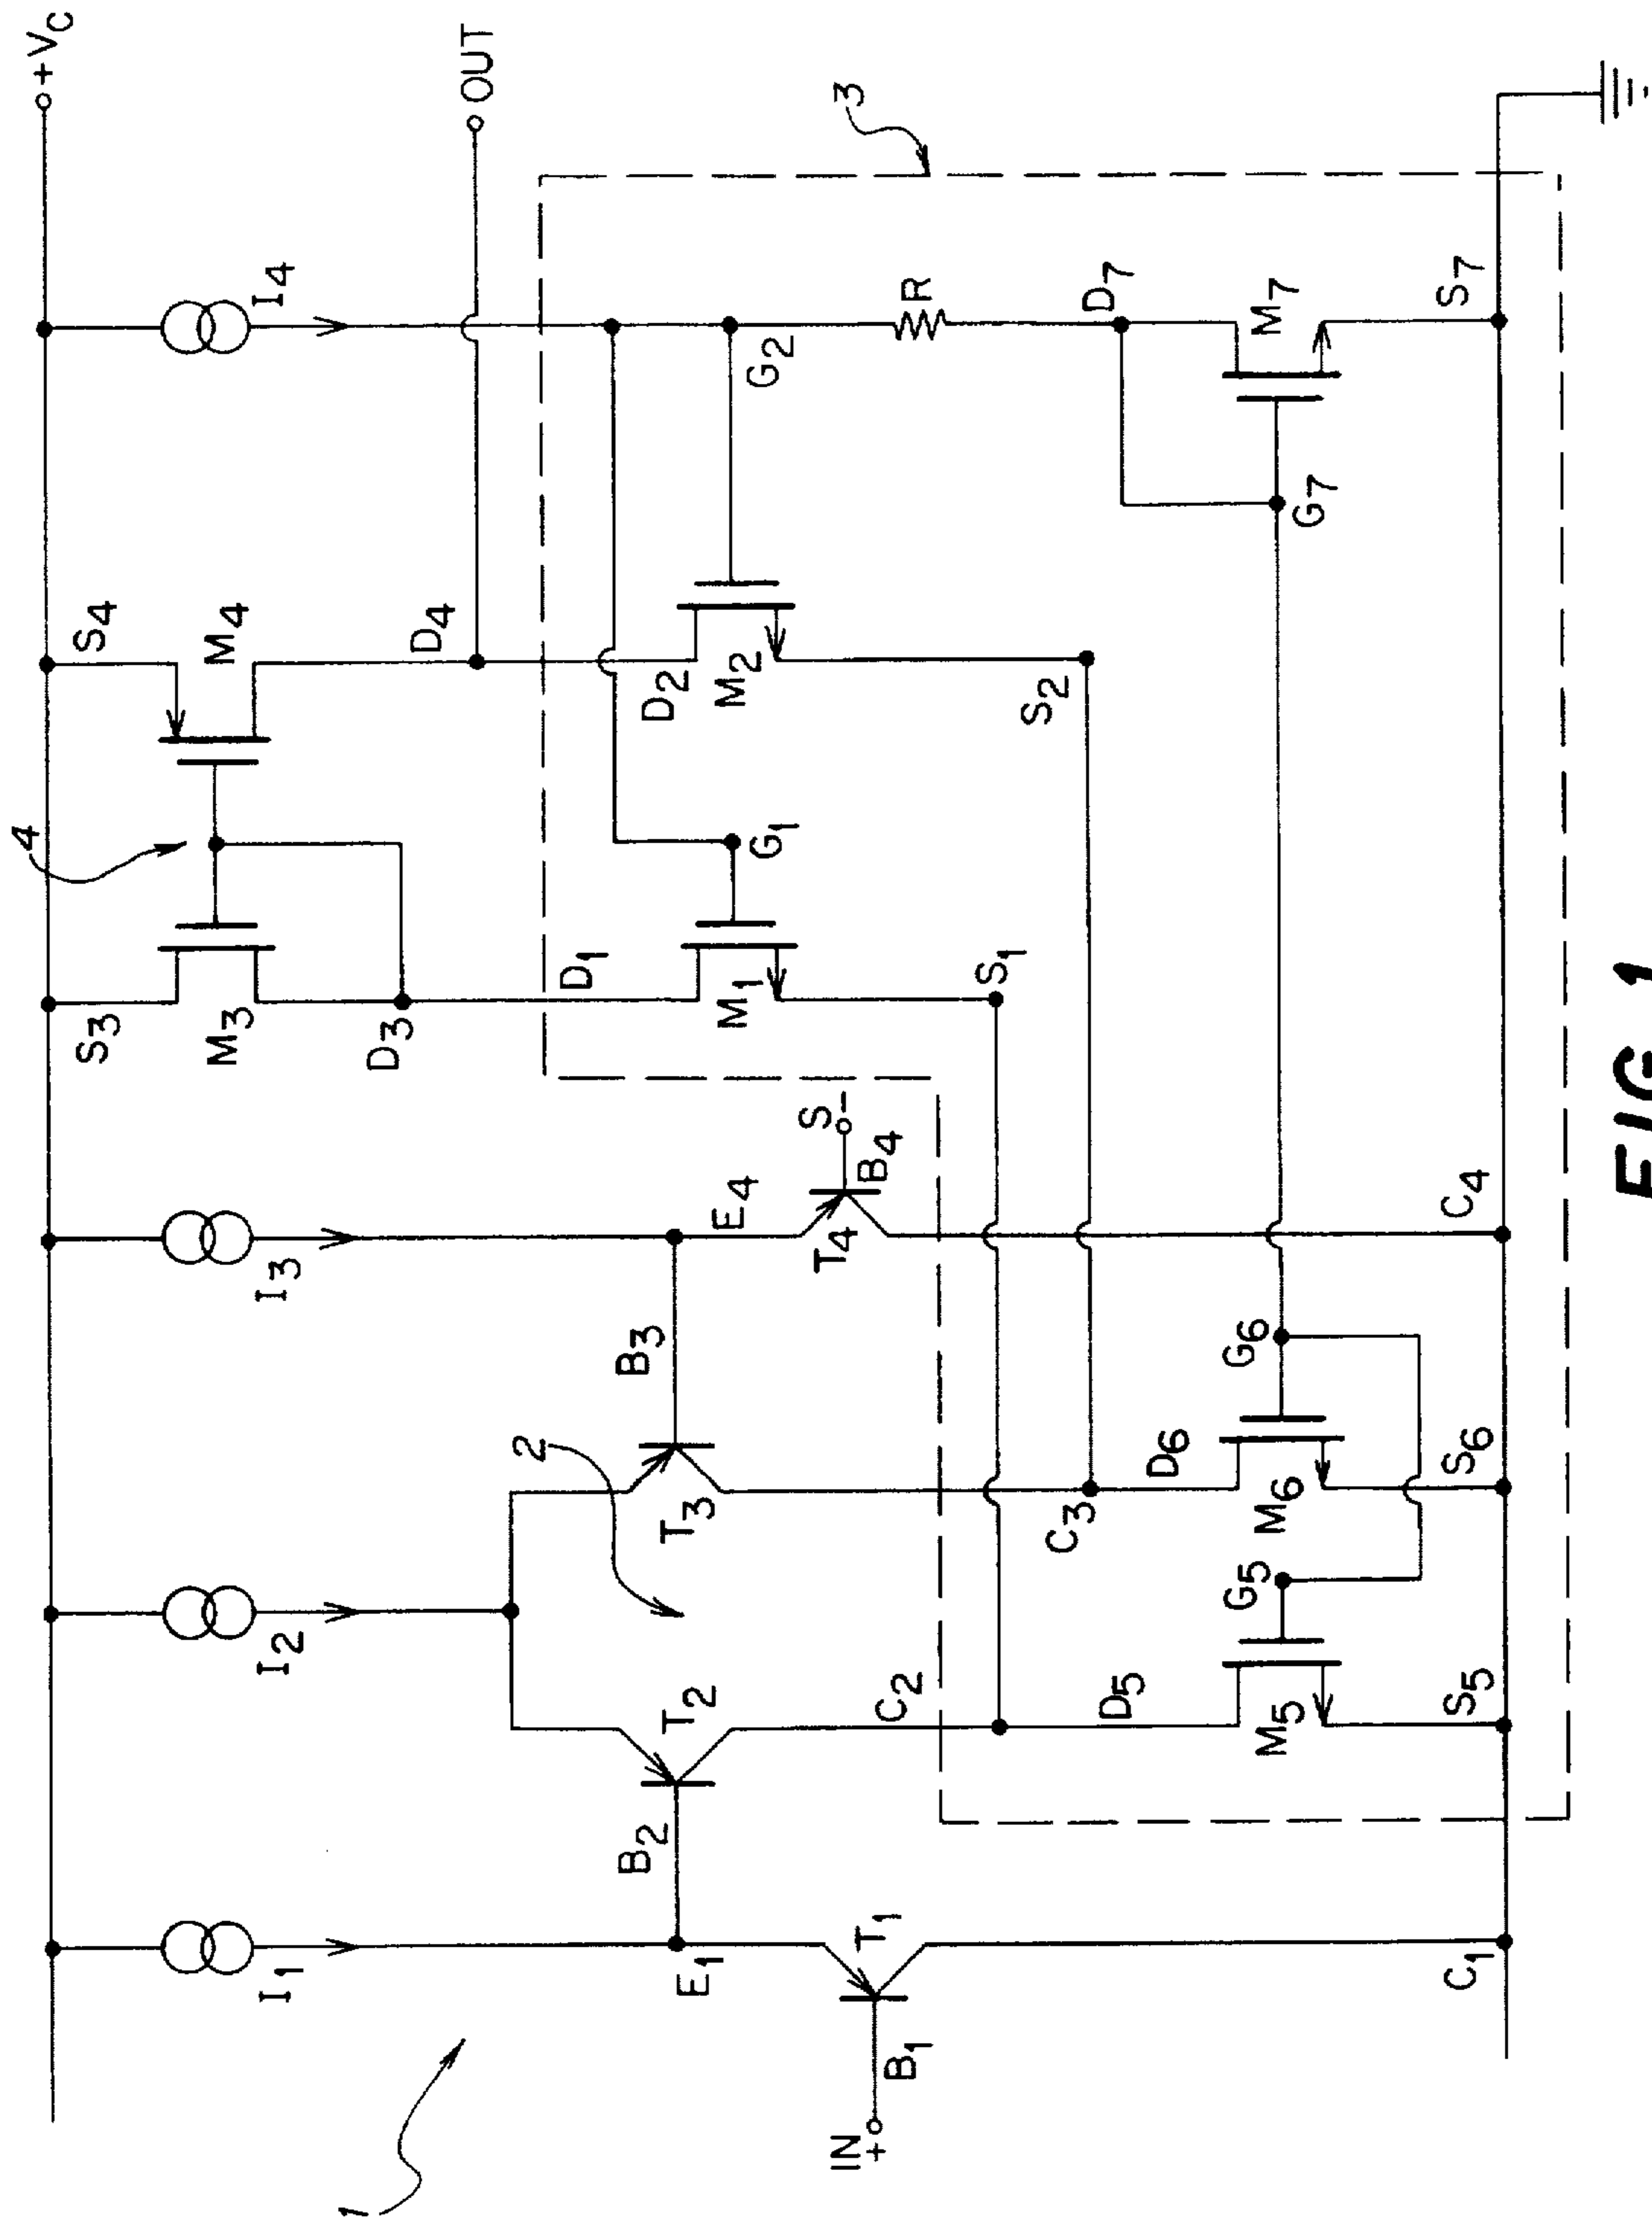 +VC
OUT
3
4
2
1
I1
I2
I3
I4
S3
M3
D3
S4
M4
D4
D1
M1
G1
S1
D2
M2
G2
S2
R
D7
M7
G7
S7
E1
B1
T1
C1
IN
+
B2
T2
C2
B3
T3
C3
E4
T4
B4
S
-
C4
D5
G5
M5
S5
D6
G6
M6
S6
FIG. 1